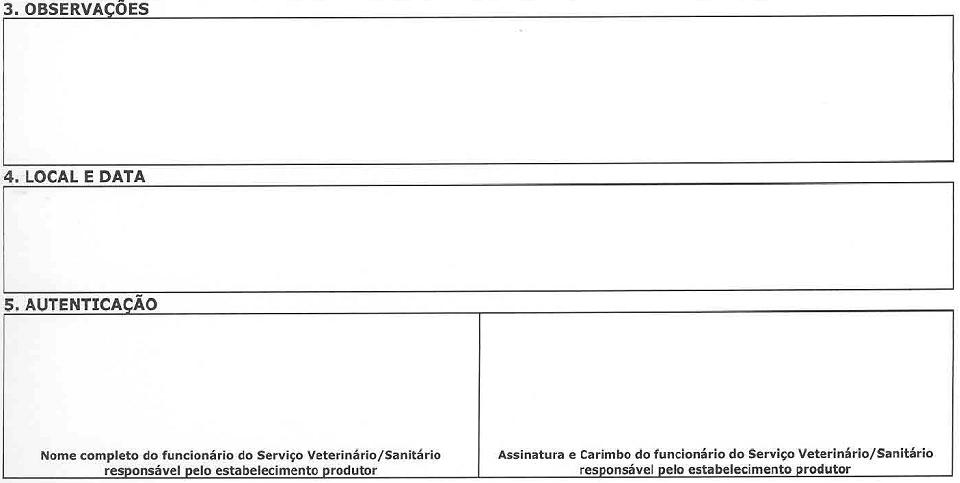 3. OBSERVAÇÕES
4. LOCAL E DATA
5. AUTENTICAÇÃO
Nome completo do funcionário do Serviço Veterinário/Sanitário
responsável pelo estabelecimento produtor
Assinatura e Carimbo do funcionário do Serviço Veterinário/Sanitário
responsável pelo estabelecimento produtor